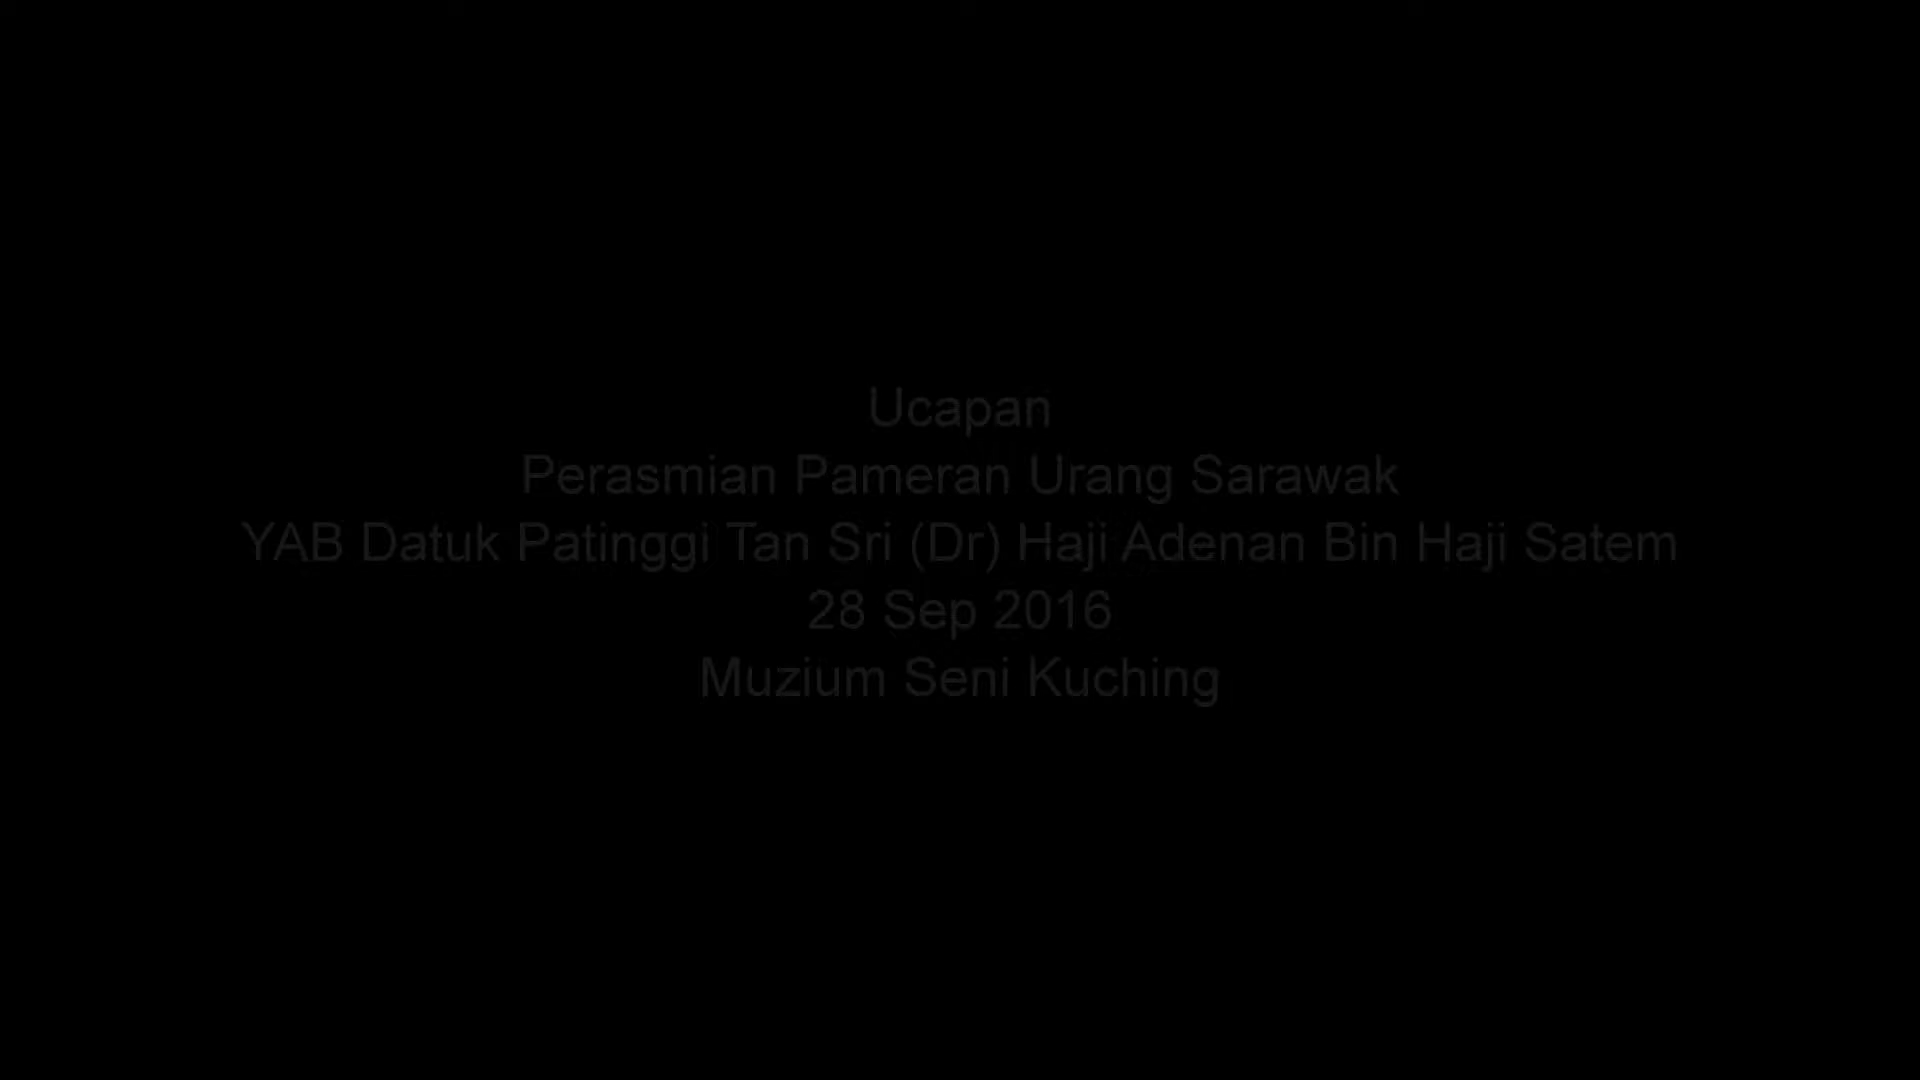 Ucapan
Perasmian Pameran Urang Sarawak
YAB Datuk Patinggi Tan Sri (Dr) Haji Adenan Bin Haji Satem
28 Sep 2016
Muzium Seni Kuching